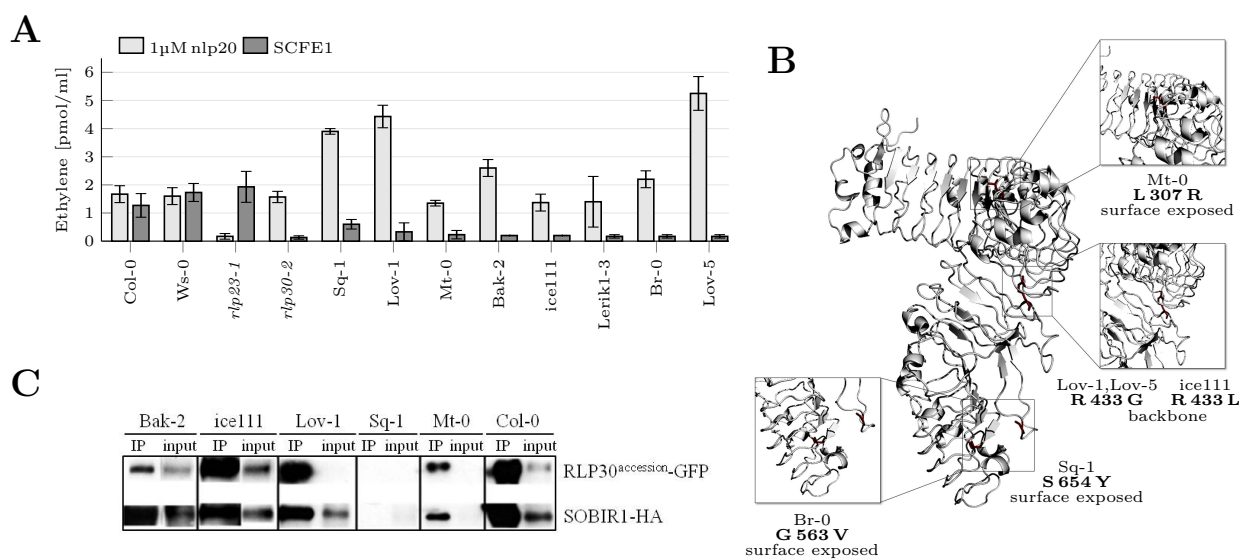 A
1µM nlp20 SCFE1
Ethylene [pmol/ml]
6
5
4
3
2
1
0
Col-0
Ws-0
rlp23-1
rlp30-2
Sq-1
Lov-1
Mt-0
Bak-2
ice111
Lerik1-3
Br-0
Lov-5
B
Mt-0
L 307 R
surface exposed
Lov-1,Lov-5 ice111
R 433 G R 433 L
backbone
Sq-1
S 654 Y
surface exposed
Br-0
G 563 V
surface exposed
C
Bak-2 ice111 Lov-1 Sq-1 Mt-0 Col-0
IP input IP input IP input IP input IP input IP input
RLP30accession-GFP
SOBIR1-HA